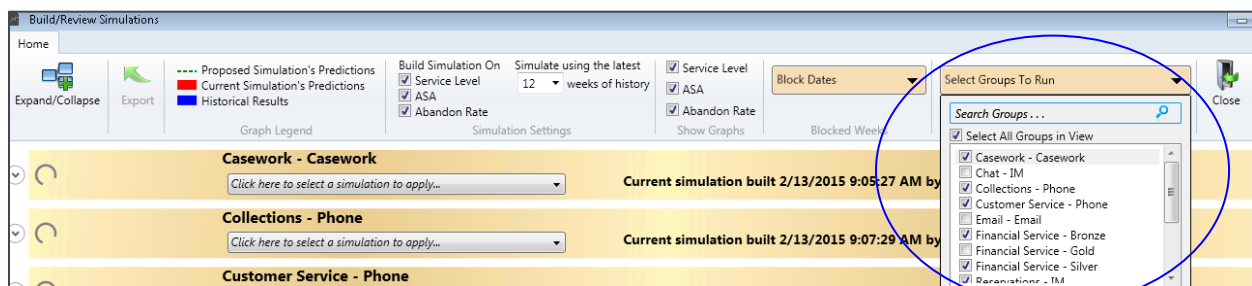 Build/Review Simulations
Home
Expand/Collapse
Export
Proposed Simulation's Predictions
Current Simulation's Predictions
Historical Results
Graph Legend
Build Simulation On
Service Level
ASA
Abandon Rate
Simulate using the latest
12 weeks of history
Simulation Settings
Service Level
ASA
Abandon Rate
Show Graphs
Block Dates
Blocked Weeks
Select Groups To Run
Close
Search Groups . . .
Select All Groups in View
Casework - Casework
Chat - IM
Collections - Phone
Customer Service - Phone
Email - Email
Financial Service - Bronze
Financial Service - Gold
Financial Service - Silver
Reservations - IM
Casework - Casework
Click here to select a simulation to apply...
Current simulation built 2/13/2015 9:05:27 AM by
Collections - Phone
Click here to select a simulation to apply...
Current simulation built 2/13/2015 9:07:29 AM by
Customer Service - Phone